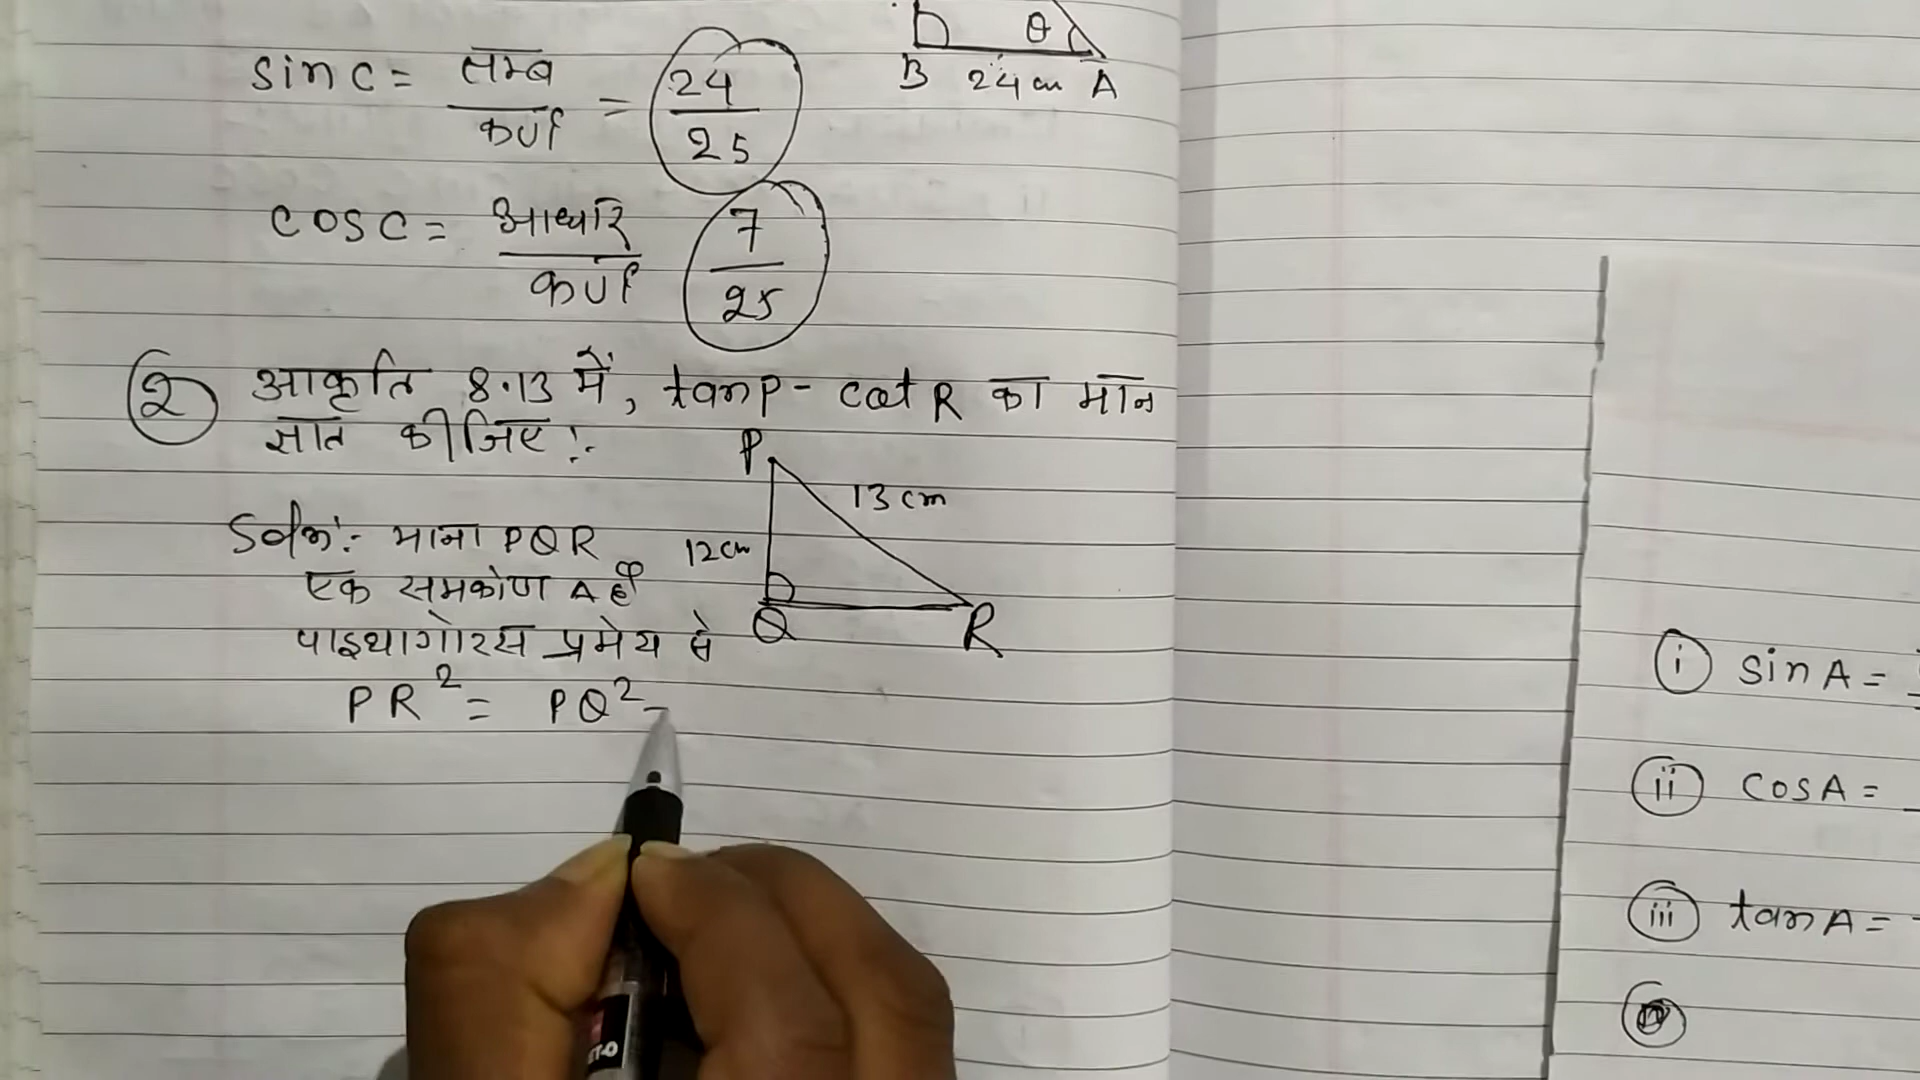 B 24 cm A
θ
sin C = लम्ब / कर्ण = 24 / 25
cos C = आधार / कर्ण 7 / 25
② आकृति 8.13 में, tan P - cot R का मान
ज्ञात कीजिए :-
P
13 cm
12 cm
Q R
Soln:- माना PQR
एक समकोण Δ है
पाइथागोरस प्रमेय से
PR² = PQ² -
(i) sin A =
(ii) cos A =
(iii) tan A =